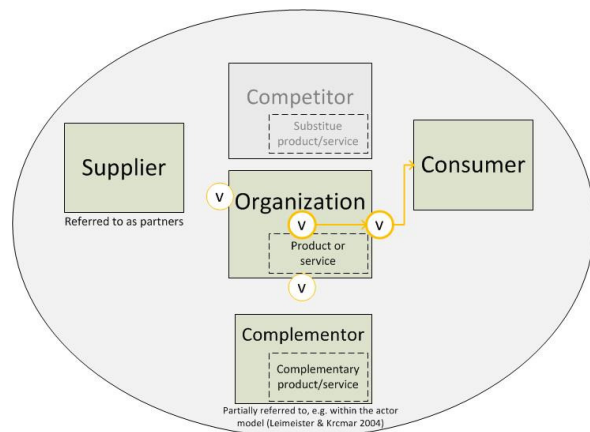 Competitor
Substitue
product/service
Supplier
Referred to as partners
Organization
v
v
v
Product or
service
v
Consumer
Complementor
Complementary
product/service
Partially referred to, e.g. within the actor
model (Leimeister & Krcmar 2004)